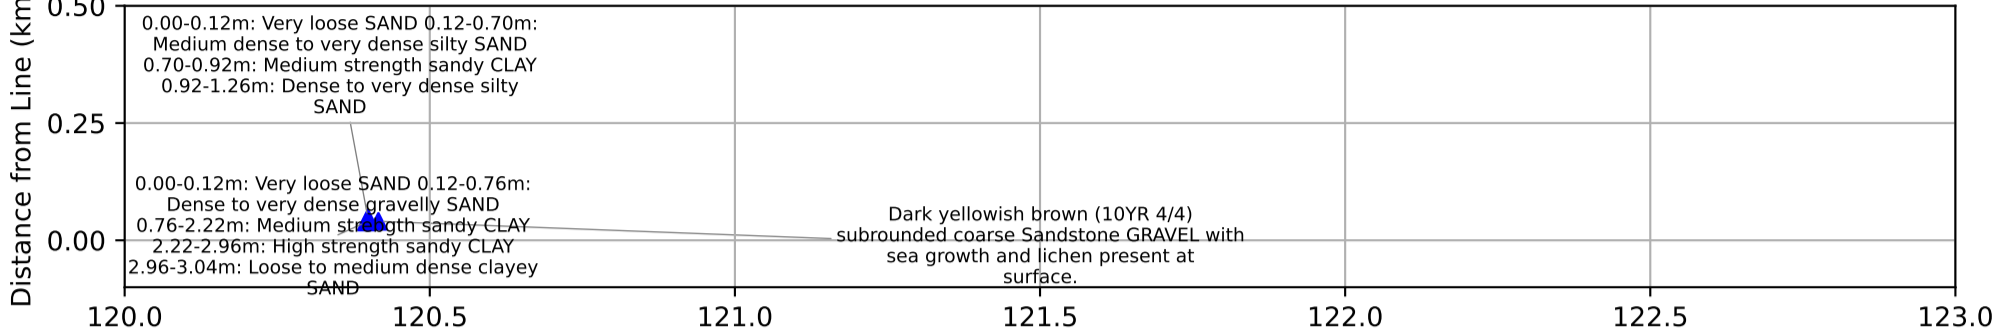 Distance from Line (km
0.50
0.25
0.00
0.00-0.12m: Very loose SAND 0.12-0.70m:
Medium dense to very dense silty SAND
0.70-0.92m: Medium strength sandy CLAY
0.92-1.26m: Dense to very dense silty
SAND
0.00-0.12m: Very loose SAND 0.12-0.76m:
Dense to very dense gravelly SAND
0.76-2.22m: Medium strength sandy CLAY
2.22-2.96m: High strength sandy CLAY
2.96-3.04m: Loose to medium dense clayey
SAND
Dark yellowish brown (10YR 4/4)
subrounded coarse Sandstone GRAVEL with
sea growth and lichen present at
surface.
120.0 120.5 121.0 121.5 122.0 122.5 123.0